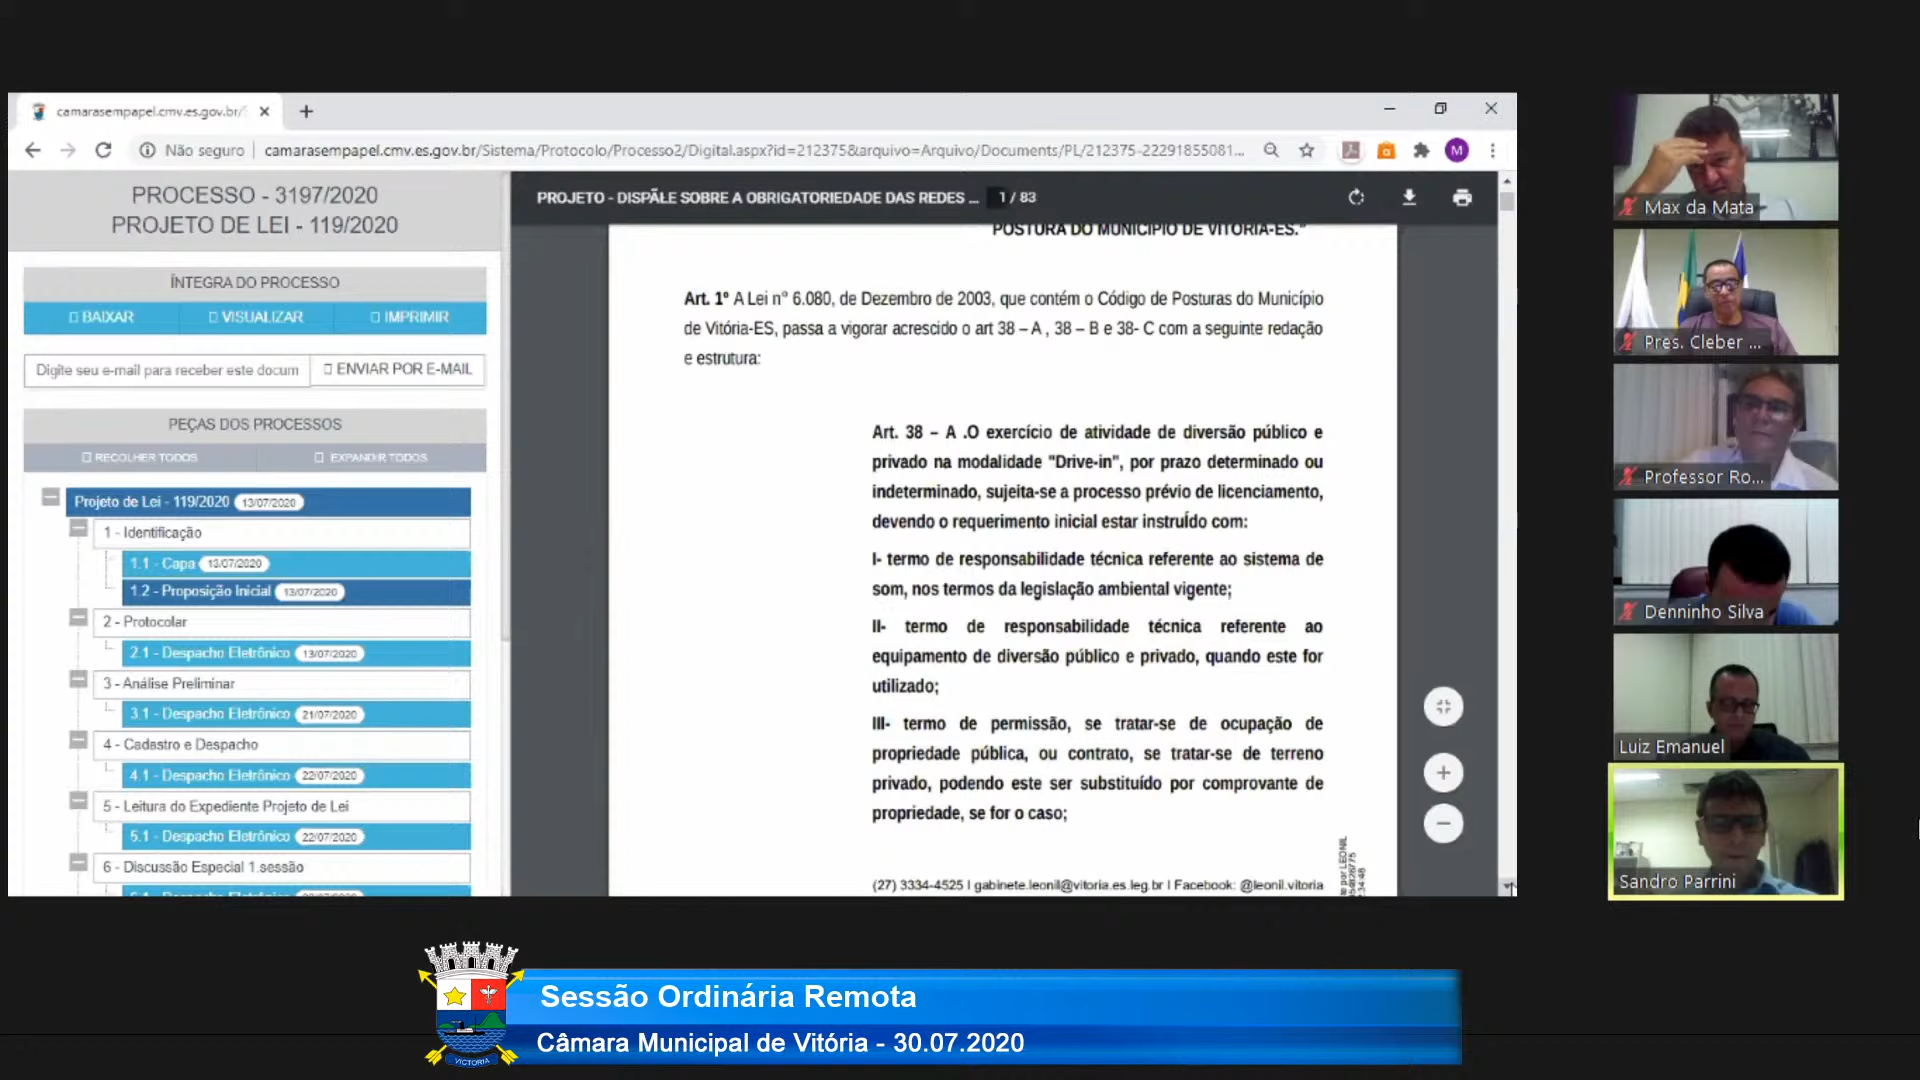 camarasempapel.cmv.es.gov.br/
Não seguro
camarasempapel.cmv.es.gov.br/Sistema/Protocolo/Processo2/Digital.aspx?id=212375&arquivo=Arquivo/Documents/PL/212375-22291855081...
M
PROCESSO - 3197/2020
PROJETO DE LEI - 119/2020
ÍNTEGRA DO PROCESSO
BAIXAR
VISUALIZAR
IMPRIMIR
Digite seu e-mail para receber este docum
ENVIAR POR E-MAIL
PEÇAS DOS PROCESSOS
RECOLHER TODOS
EXPANDIR TODOS
Projeto de Lei - 119/2020 13/07/2020
1 - Identificação
1.1 - Capa 13/07/2020
1.2 - Proposição Inicial 13/07/2020
2 - Protocolar
2.1 - Despacho Eletrônico 13/07/2020
3 - Análise Preliminar
3.1 - Despacho Eletrônico 21/07/2020
4 - Cadastro e Despacho
4.1 - Despacho Eletrônico 22/07/2020
5 - Leitura do Expediente Projeto de Lei
5.1 - Despacho Eletrônico 22/07/2020
6 - Discussão Especial 1.sessão
PROJETO - DISPÃLE SOBRE A OBRIGATORIEDADE DAS REDES ...
1 / 83
POSTURA DO MUNICIPIO DE VITORIA-ES."
Art. 1º A Lei n° 6.080, de Dezembro de 2003, que contém o Código de Posturas do Município
de Vitória-ES, passa a vigorar acrescido o art 38 – A , 38 – B e 38- C com a seguinte redação
e estrutura:
Art. 38 – A .O exercício de atividade de diversão público e
privado na modalidade "Drive-in", por prazo determinado ou
indeterminado, sujeita-se a processo prévio de licenciamento,
devendo o requerimento inicial estar instruÍdo com:
I- termo de responsabilidade técnica referente ao sistema de
som, nos termos da legislação ambiental vigente;
II- termo de responsabilidade técnica referente ao
equipamento de diversão público e privado, quando este for
utilizado;
III- termo de permissão, se tratar-se de ocupação de
propriedade pública, ou contrato, se tratar-se de terreno
privado, podendo este ser substituído por comprovante de
propriedade, se for o caso;
(27) 3334-4525 I gabinete.leonil@vitoria.es.leg.br I Facebook: @leonil.vitoria
Max da Mata
Pres. Cleber ...
Professor Ro...
Denninho Silva
Luiz Emanuel
Sandro Parrini
VICTORIA
Sessão Ordinária Remota
Câmara Municipal de Vitória - 30.07.2020